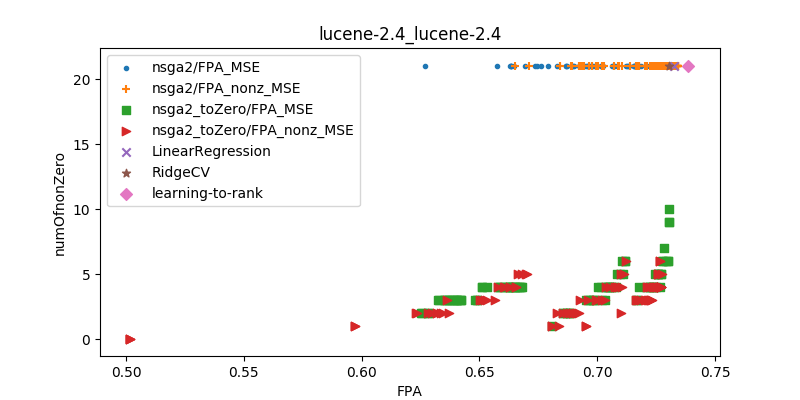 lucene-2.4_lucene-2.4
nsga2/FPA_MSE
nsga2/FPA_nonz_MSE
nsga2_toZero/FPA_MSE
nsga2_toZero/FPA_nonz_MSE
LinearRegression
RidgeCV
learning-to-rank
numOfnonZero
20
15
10
5
0
0.50 0.55 0.60 0.65 0.70 0.75
FPA